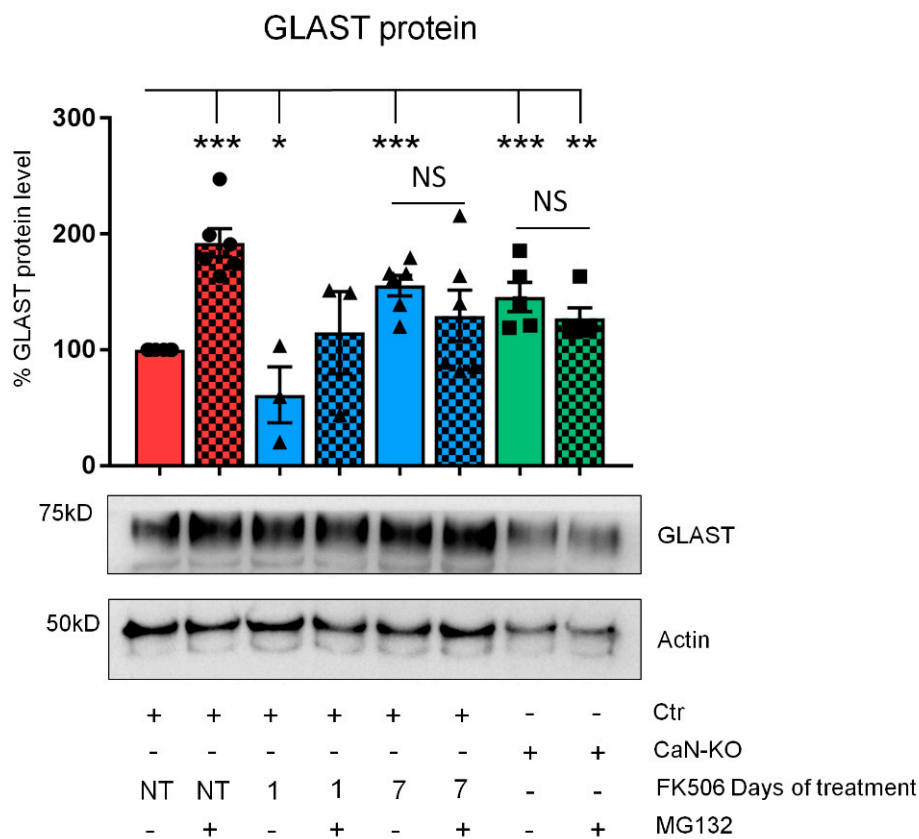 GLAST protein
300
*** * *** *** **
NS
NS
200
100
0
% GLAST protein level
75kD
GLAST
50kD
Actin
+ + + + + + - - Ctr
- - - - - - + + CaN-KO
NT NT 1 1 7 7 - - FK506 Days of treatment
- + - + - + - + MG132